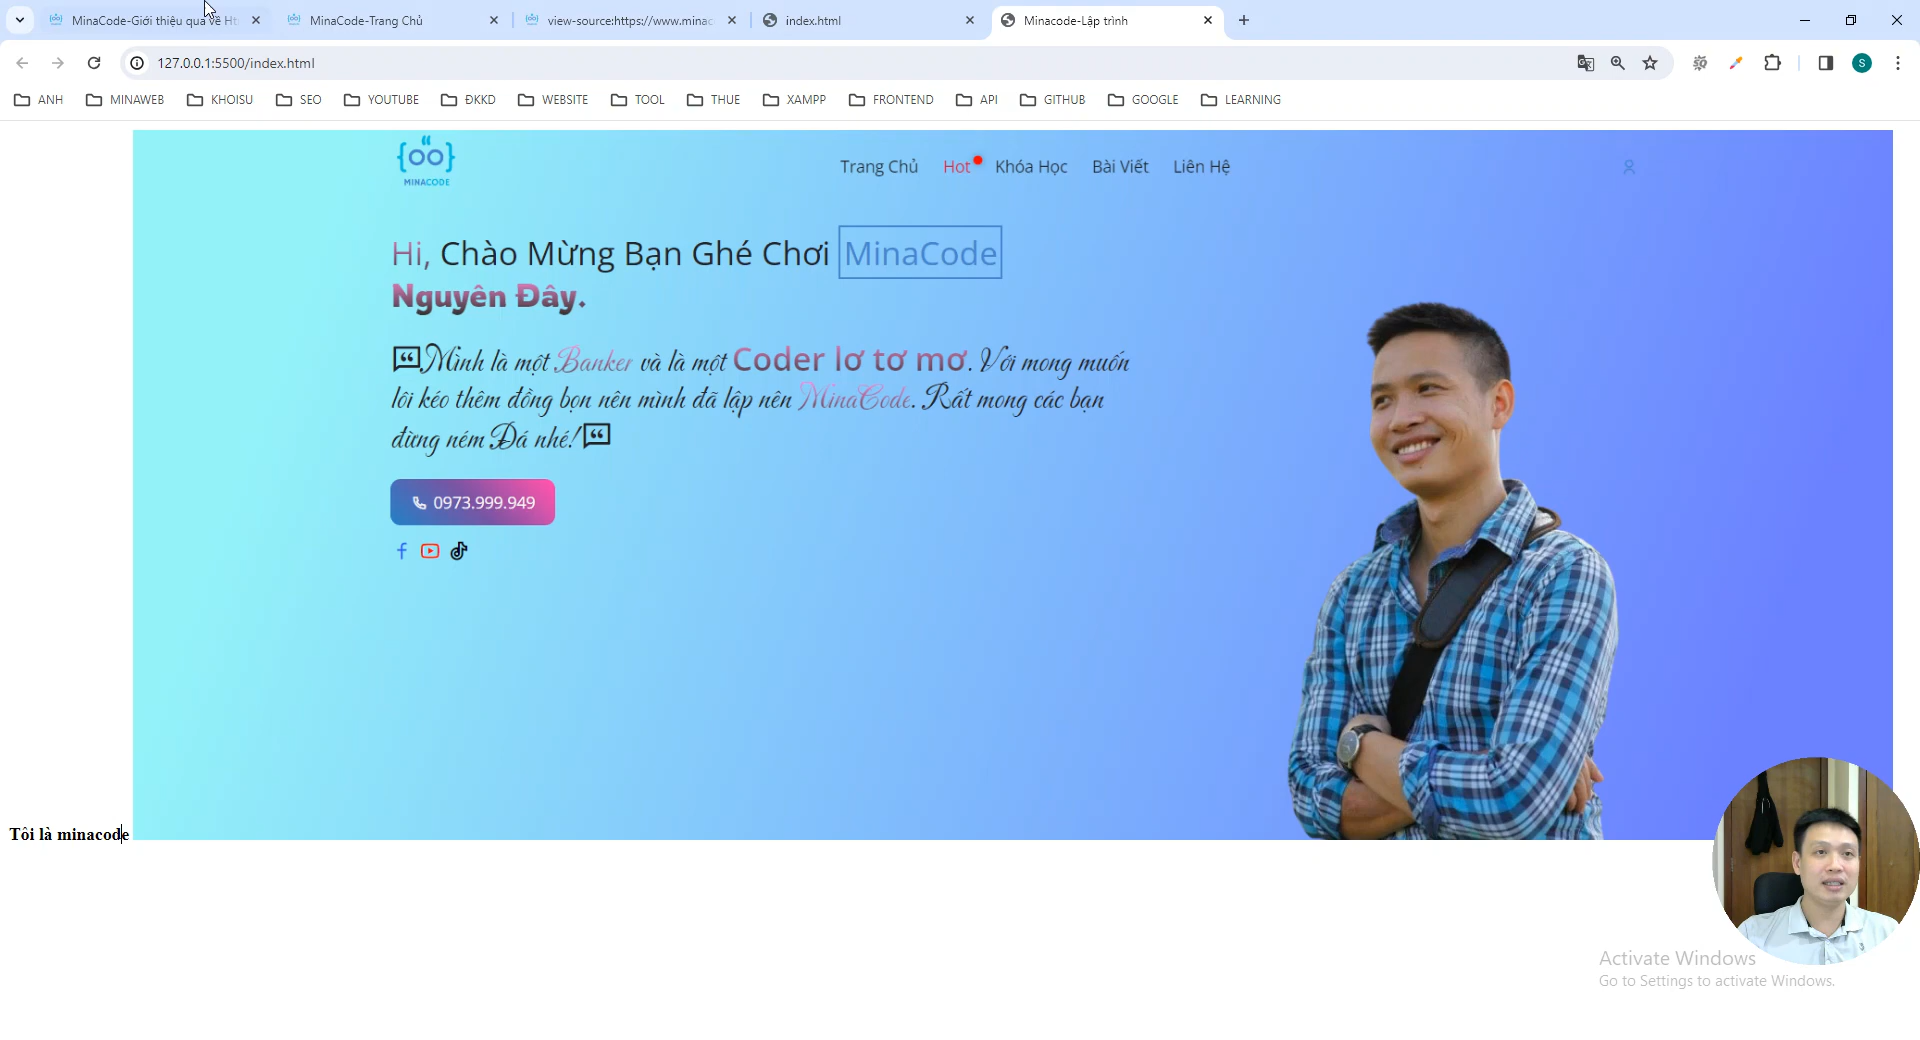 MinaCode-Giới thiệu qua về Ht
MinaCode-Trang Chủ
view-source:https://www.minac
index.html
Minacode-Lập trình
127.0.0.1:5500/index.html
S
ANH
MINAWEB
KHOISU
SEO
YOUTUBE
ĐKKD
WEBSITE
TOOL
THUE
XAMPP
FRONTEND
API
GITHUB
GOOGLE
LEARNING
MINACODE
Trang Chủ
Hot
Khóa Học
Bài Viết
Liên Hệ
Hi, Chào Mừng Bạn Ghé Chơi MinaCode
Nguyên Đây.
Mình là một Banker và là một Coder lơ tơ mơ. Với mong muốn
lôi kéo thêm đồng bọn nên mình đã lập nên MinaCode. Rất mong các bạn
đừng ném Đá nhé!
0973.999.949
Tôi là minacode
Activate Windows
Go to Settings to activate Windows.